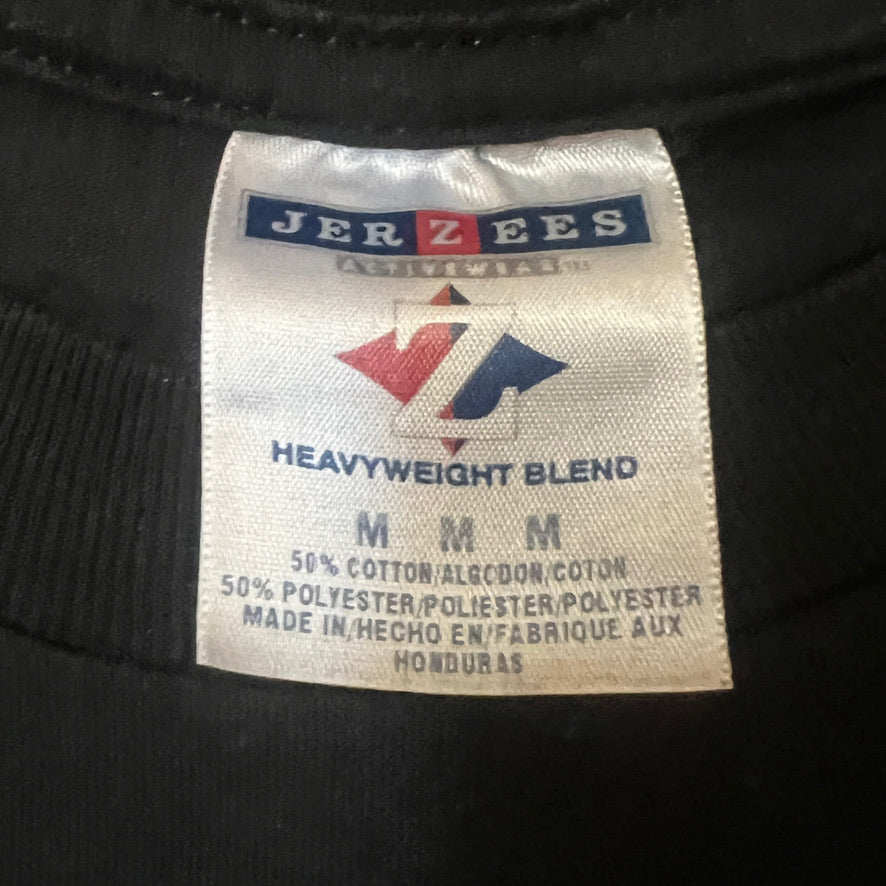 JERZEES
ACTIVEWEAR
Z
HEAVYWEIGHT BLEND
M M M
50% COTTON/ALGODON/COTON
50% POLYESTER/POLIESTER/POLYESTER
MADE IN/HECHO EN/FABRIQUE AUX
HONDURAS